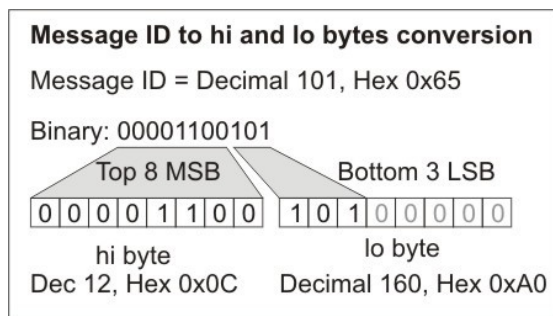 Message ID to hi and lo bytes conversion
Message ID = Decimal 101, Hex 0x65
Binary: 00001100101
Top 8 MSB Bottom 3 LSB
0 0 0 0 1 1 0 0 1 0 1 0 0 0 0 0
hi byte lo byte
Dec 12, Hex 0x0C Decimal 160, Hex 0xA0